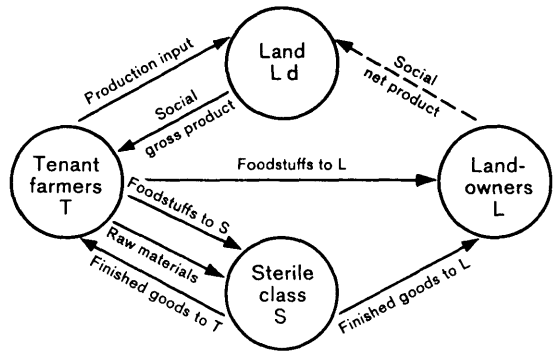 Production input
Land
L d
Social
net product
Social
gross product
Tenant
farmers
T
Foodstuffs to L
Land-
owners
L
Foodstuffs to S
Raw materials
Finished goods to T
Sterile
class
S
Finished goods to L